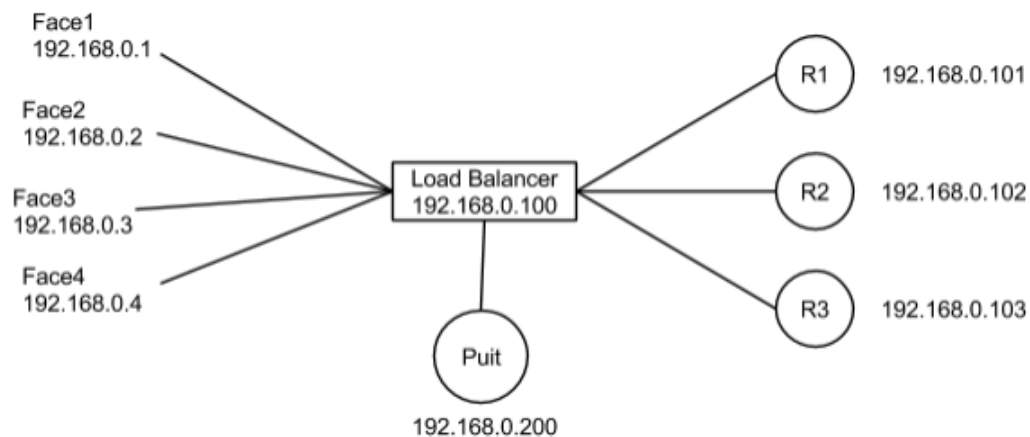 Face1
192.168.0.1
Face2
192.168.0.2
Face3
192.168.0.3
Face4
192.168.0.4
Load Balancer
192.168.0.100
Puit
192.168.0.200
R1
192.168.0.101
R2
192.168.0.102
R3
192.168.0.103